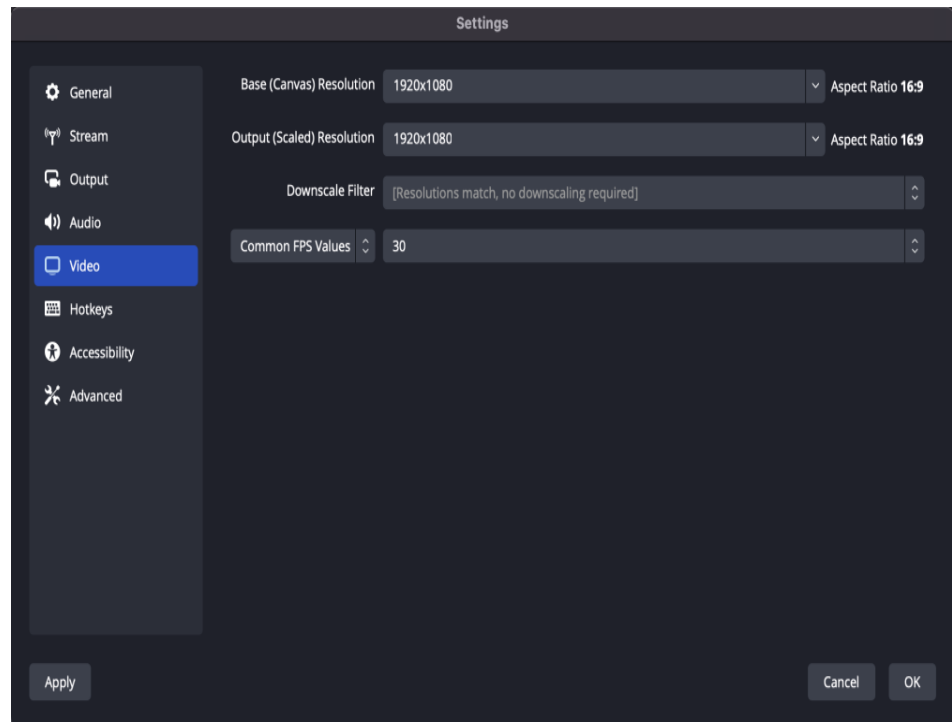 Settings
General
Stream
Output
Audio
Video
Hotkeys
Accessibility
Advanced
Base (Canvas) Resolution 1920x1080 Aspect Ratio 16:9
Output (Scaled) Resolution 1920x1080 Aspect Ratio 16:9
Downscale Filter [Resolutions match, no downscaling required]
Common FPS Values 30
Apply Cancel OK